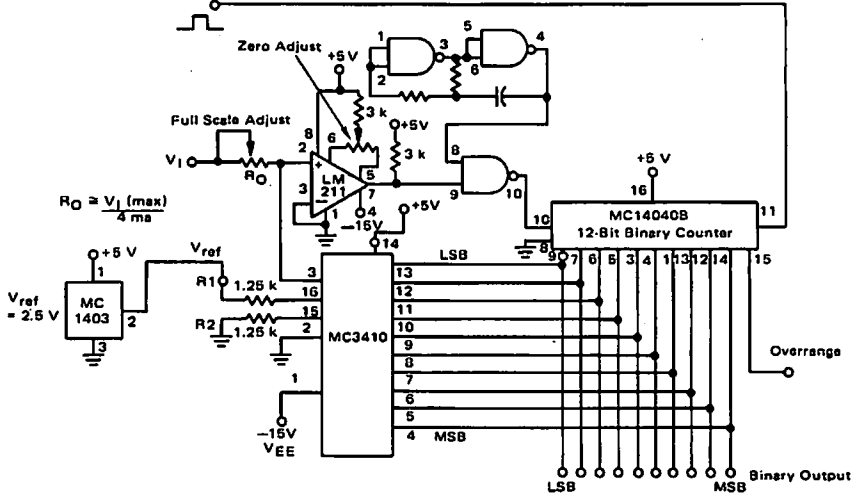 4
5
1
3
Zero Adjust
+5 V
2
6
3 k
Full Scale Adjust
+5V
8
6
3 k
8
V_I
2
+
R_O
5
LM
211
7
3
−
9
10
+5 V
16
R_O ≅ V_I (max)
4 ma
1
4
−15V
+5V
10
MC14040B
11
12-Bit Binary Counter
14
8
9 7 6 5 3 4 1 13 12 14 15
+5 V
V_ref
LSB
3
13
1
R1
1.25 k
16
12
V_ref
= 2.5 V
MC
1403
2
15
11
R2
1.25 k
2
MC3410
10
3
9
Overrange
8
1
7
6
5
−15V
V_EE
4
MSB
LSB
MSB
Binary Output